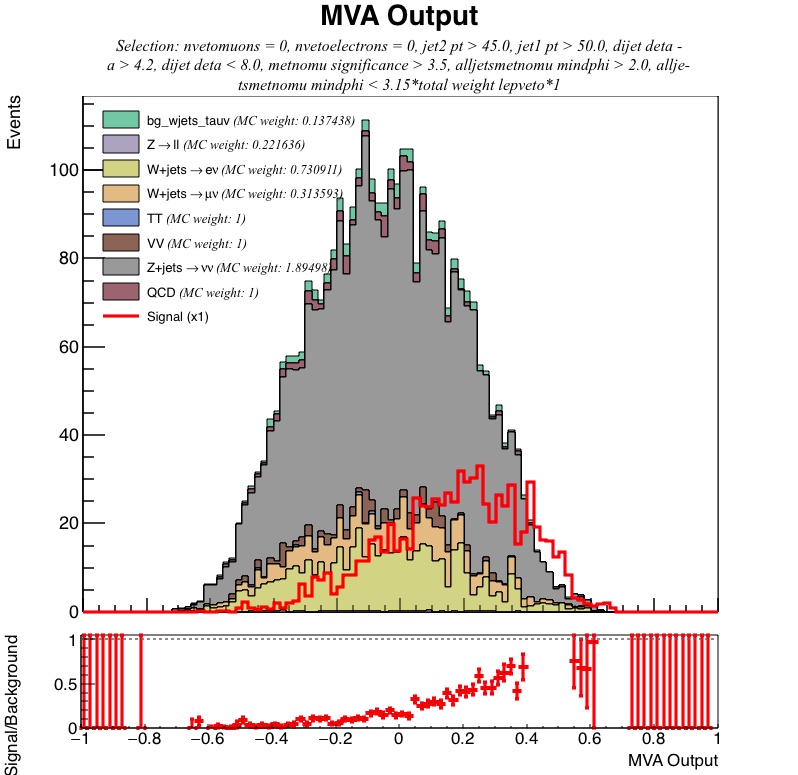 MVA Output
Selection: nvetomuons = 0, nvetoelectrons = 0, jet2 pt > 45.0, jet1 pt > 50.0, dijet deta -
a > 4.2, dijet deta < 8.0, metnomu significance > 3.5, alljetsmetnomu mindphi > 2.0, allje-
tsmetnomu mindphi < 3.15*total weight lepveto*1
Events
bg_wjets_tauν (MC weight: 0.137438)
Z→ll (MC weight: 0.221636)
W+jets→eν (MC weight: 0.730911)
W+jets→μν (MC weight: 0.313593)
TT (MC weight: 1)
VV (MC weight: 1)
Z+jets→νν (MC weight: 1.89498)
QCD (MC weight: 1)
Signal (x1)
100
80
60
40
20
0
Signal/Background
1
0.5
0
−1 −0.8 −0.6 −0.4 −0.2 0 0.2 0.4 0.6 0.8 1
MVA Output